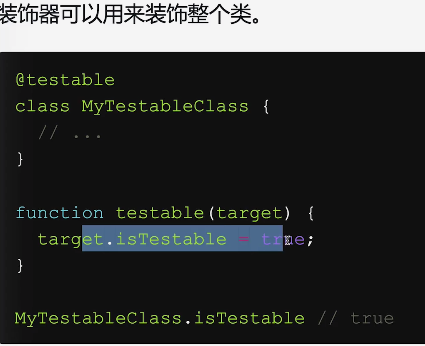 装饰器可以用来装饰整个类。
@testable
class MyTestableClass {
  // ...
}
function testable(target) {
  target.isTestable = true;
}
MyTestableClass.isTestable // true